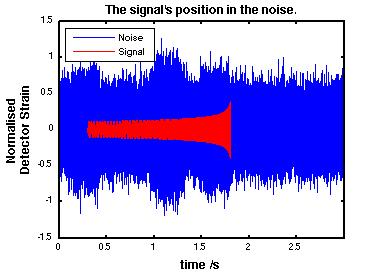 The signal's position in the noise.
1.5
Noise
Signal
1
0.5
0
-0.5
-1
-1.5
Normalised
Detector Strain
0 0.5 1 1.5 2 2.5
time /s